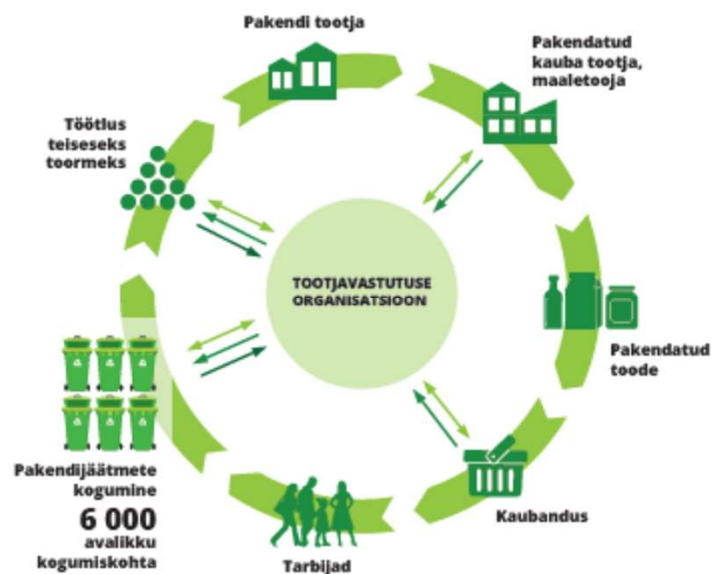 Pakendi tootja
Pakendatud
kauba tootja,
maaletooja
Töötlus
teiseseks
toormeks
TOOTJAVASTUTUSE
ORGANISATSIOON
Pakendatud
toode
Pakendijäätmete
kogumine
6 000
avalikku
kogumiskohta
Kaubandus
Tarbijad